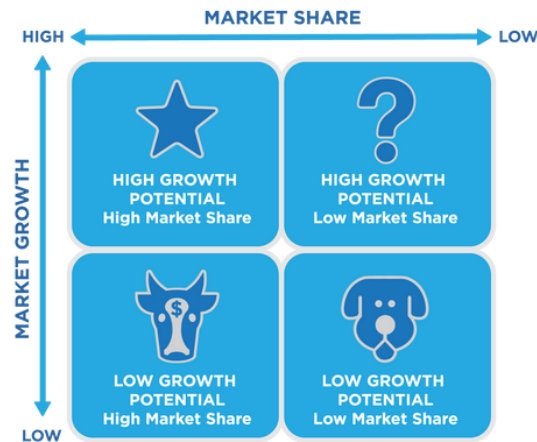 MARKET SHARE
HIGH LOW
MARKET GROWTH
HIGH GROWTH
POTENTIAL
High Market Share
?
HIGH GROWTH
POTENTIAL
Low Market Share
$
LOW GROWTH
POTENTIAL
High Market Share
LOW GROWTH
POTENTIAL
Low Market Share
LOW